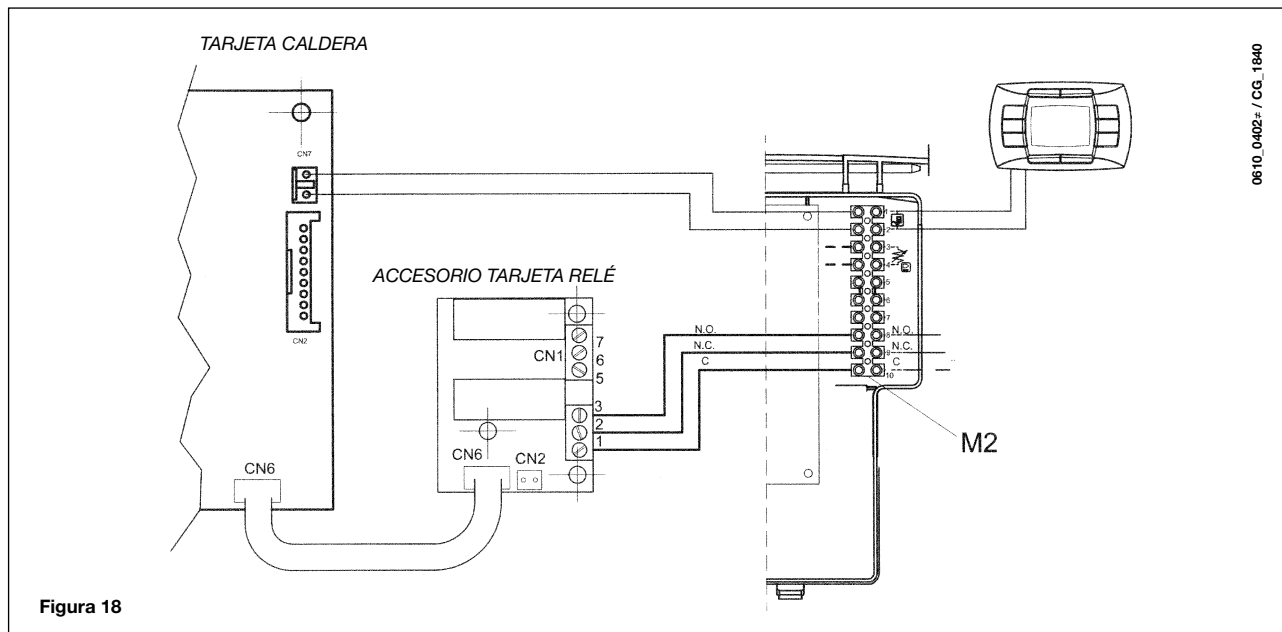 TARJETA CALDERA
0610_0402± / CG_1840
CN7
CN2
ACCESORIO TARJETA RELÉ
CN1
7
6
5
3
2
1
CN6
CN2
CN6
N.O.
N.C.
C
1
2
3
4
5
6
7
8
9
10
N.O.
N.C.
C
M2
Figura 18